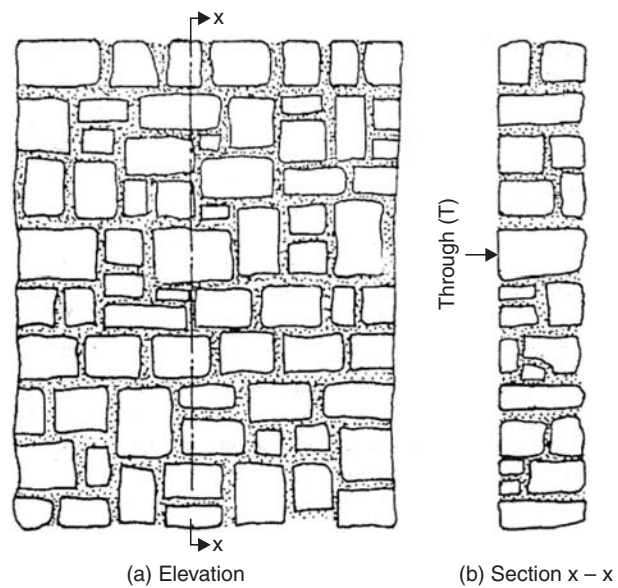 x
Through (T)
x
(a) Elevation
(b) Section x – x